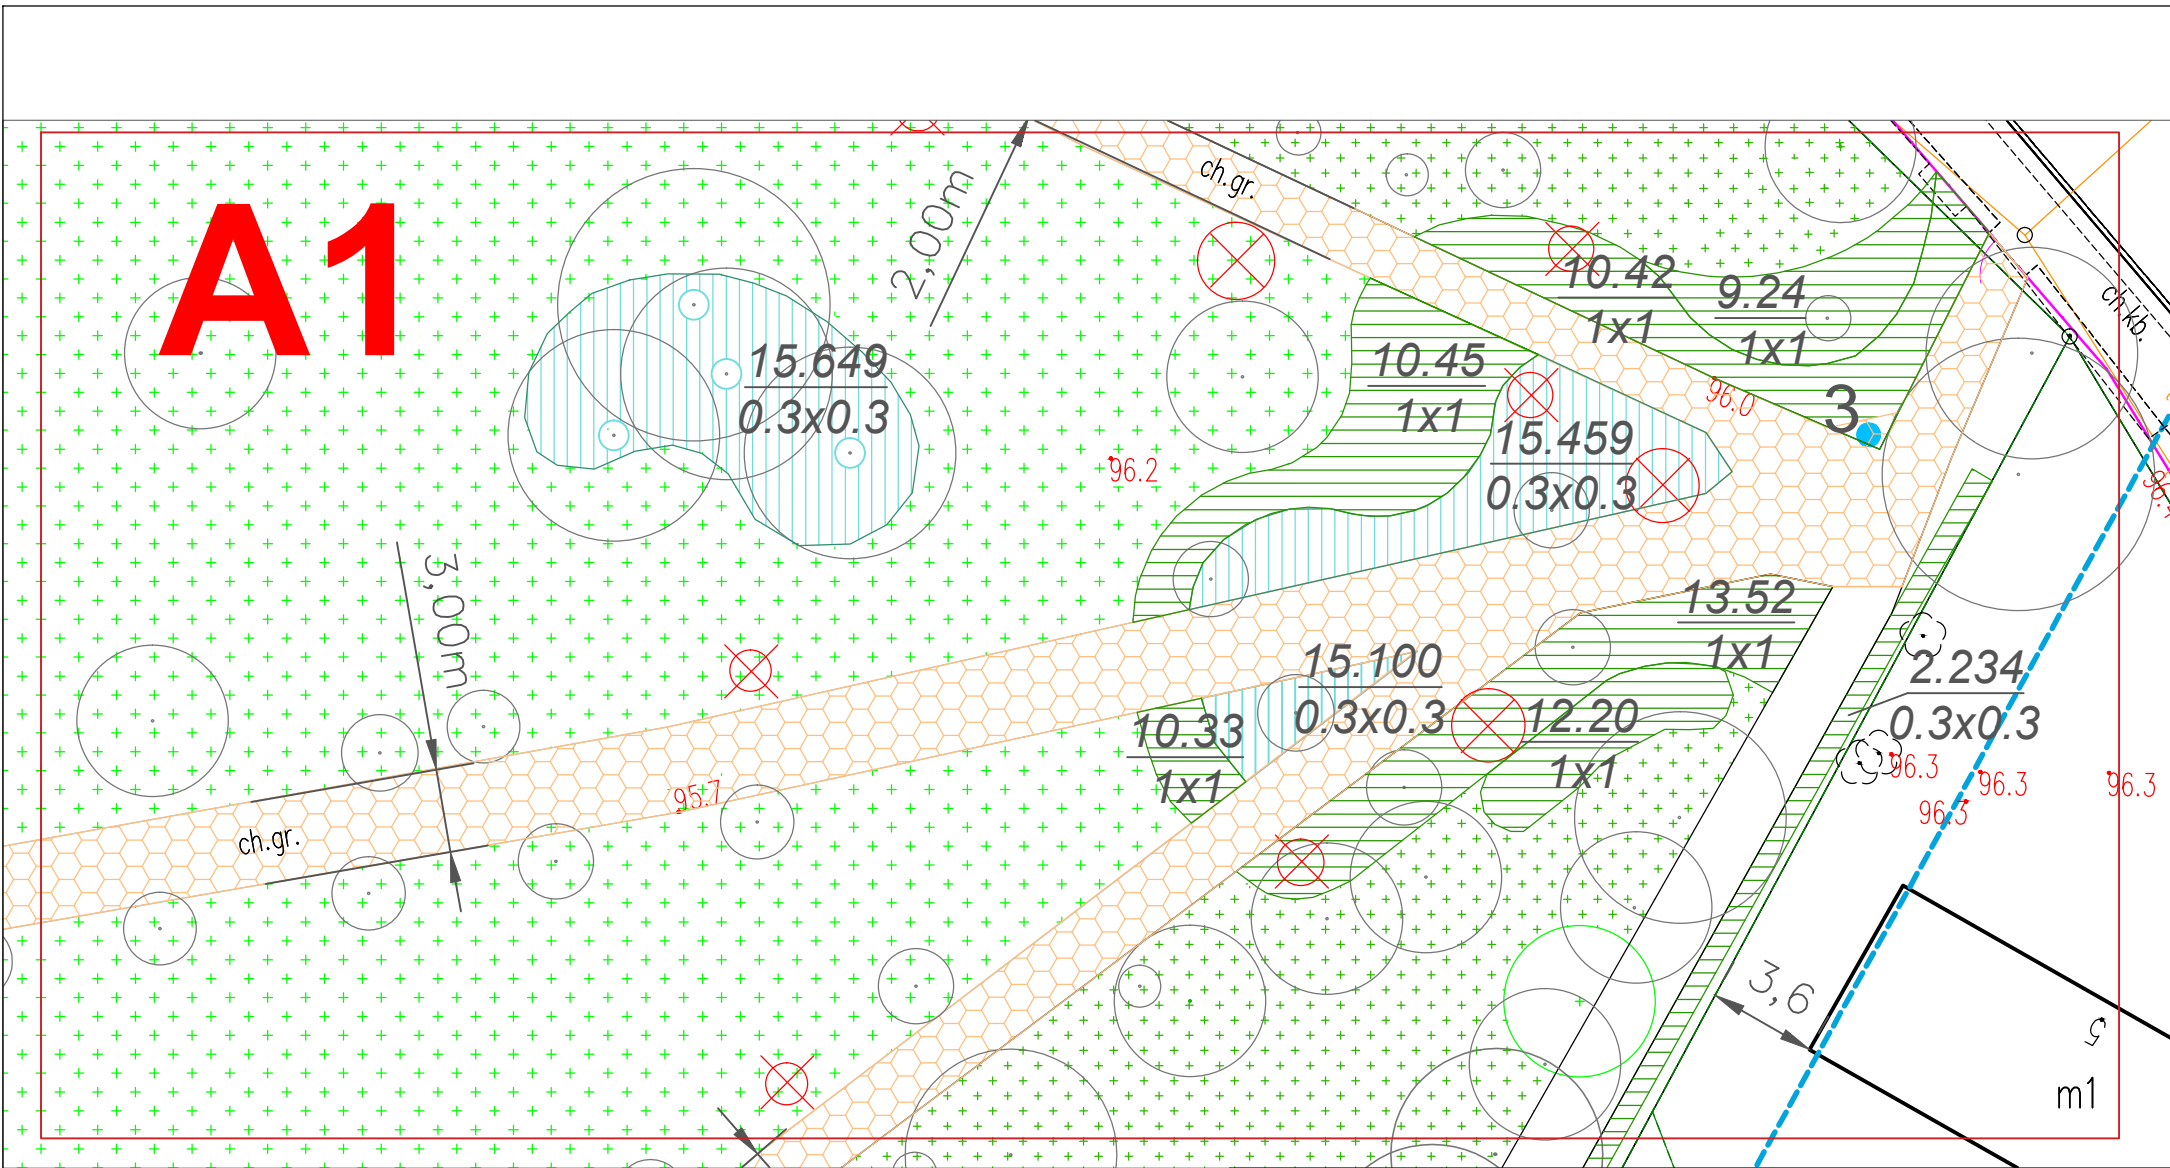 A1
ch.gr.
2,00m
10.42
1x1
9.24
1x1
ch.kb.
15.649
0.3x0.3
10.45
1x1
96.0
3
15.459
0.3x0.3
96.2
3,00m
13.52
1x1
15.100
0.3x0.3
2.234
0.3x0.3
10.33
1x1
12.20
1x1
96.3
96.3
96.3
96.3
95.7
ch.gr.
3,6
5
m1